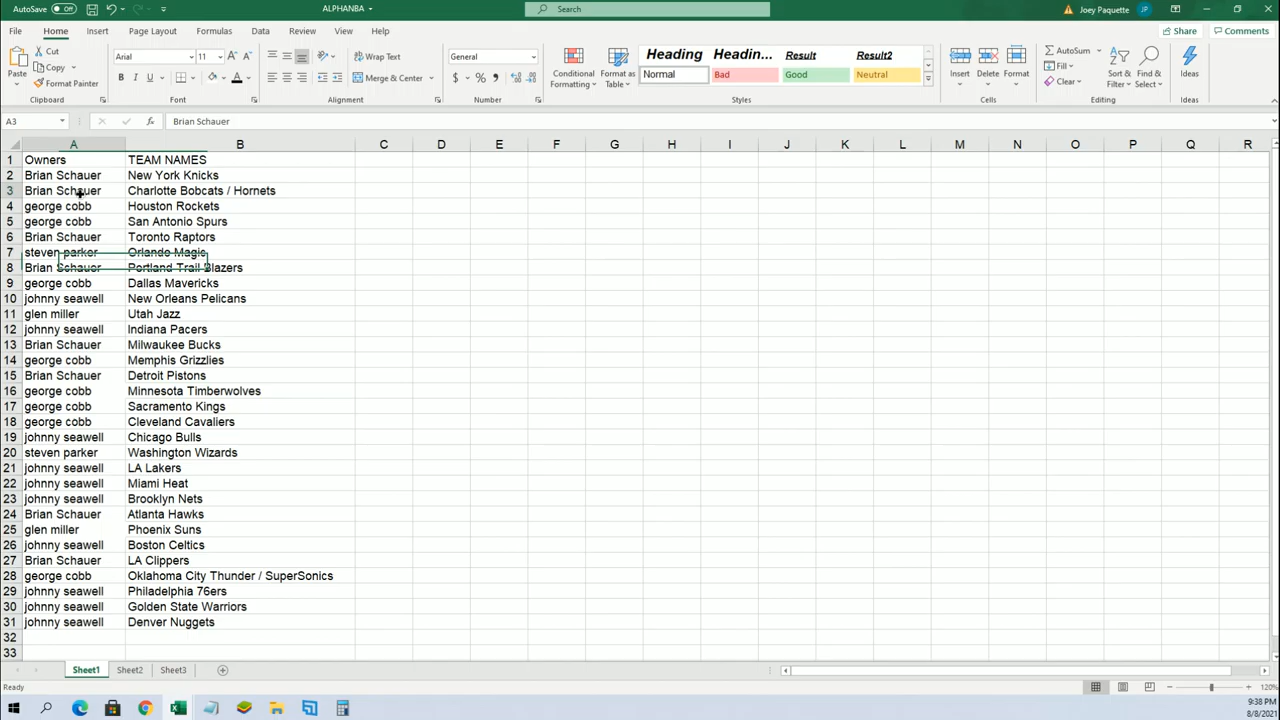 AutoSave Off ALPHANBA Search Joey Paquette JP
File Home Insert Page Layout Formulas Data Review View Help Share Comments
Paste Cut Copy Format Painter Clipboard
Arial 11 B I U A Font
Wrap Text Merge & Center Alignment
General $ % Number
Conditional Formatting Format as Table
Heading Headin... Result Result2
Normal Bad Good Neutral Styles
Insert Delete Format Cells
AutoSum Fill Clear Sort & Filter Find & Select Editing
Ideas Ideas
A3 fx Brian Schauer
A B C D E F G H I J K L M N O P Q R
1 Owners TEAM NAMES
2 Brian Schauer New York Knicks
3 Brian Schauer Charlotte Bobcats / Hornets
4 george cobb Houston Rockets
5 george cobb San Antonio Spurs
6 Brian Schauer Toronto Raptors
7 steven parker Orlando Magic
8 Brian Schauer Portland Trail Blazers
9 george cobb Dallas Mavericks
10 johnny seawell New Orleans Pelicans
11 glen miller Utah Jazz
12 johnny seawell Indiana Pacers
13 Brian Schauer Milwaukee Bucks
14 george cobb Memphis Grizzlies
15 Brian Schauer Detroit Pistons
16 george cobb Minnesota Timberwolves
17 george cobb Sacramento Kings
18 george cobb Cleveland Cavaliers
19 johnny seawell Chicago Bulls
20 steven parker Washington Wizards
21 johnny seawell LA Lakers
22 johnny seawell Miami Heat
23 johnny seawell Brooklyn Nets
24 Brian Schauer Atlanta Hawks
25 glen miller Phoenix Suns
26 johnny seawell Boston Celtics
27 Brian Schauer LA Clippers
28 george cobb Oklahoma City Thunder / SuperSonics
29 johnny seawell Philadelphia 76ers
30 johnny seawell Golden State Warriors
31 johnny seawell Denver Nuggets
32
33
Sheet1 Sheet2 Sheet3
Ready 120%
9:38 PM
8/8/2021